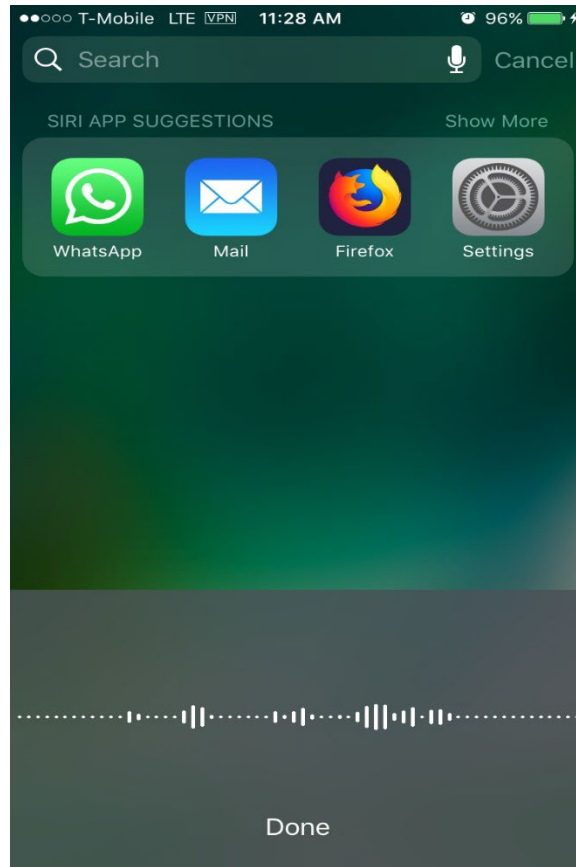 T-Mobile LTE VPN 11:28 AM 96%
Search Cancel
SIRI APP SUGGESTIONS Show More
WhatsApp Mail Firefox Settings
Done